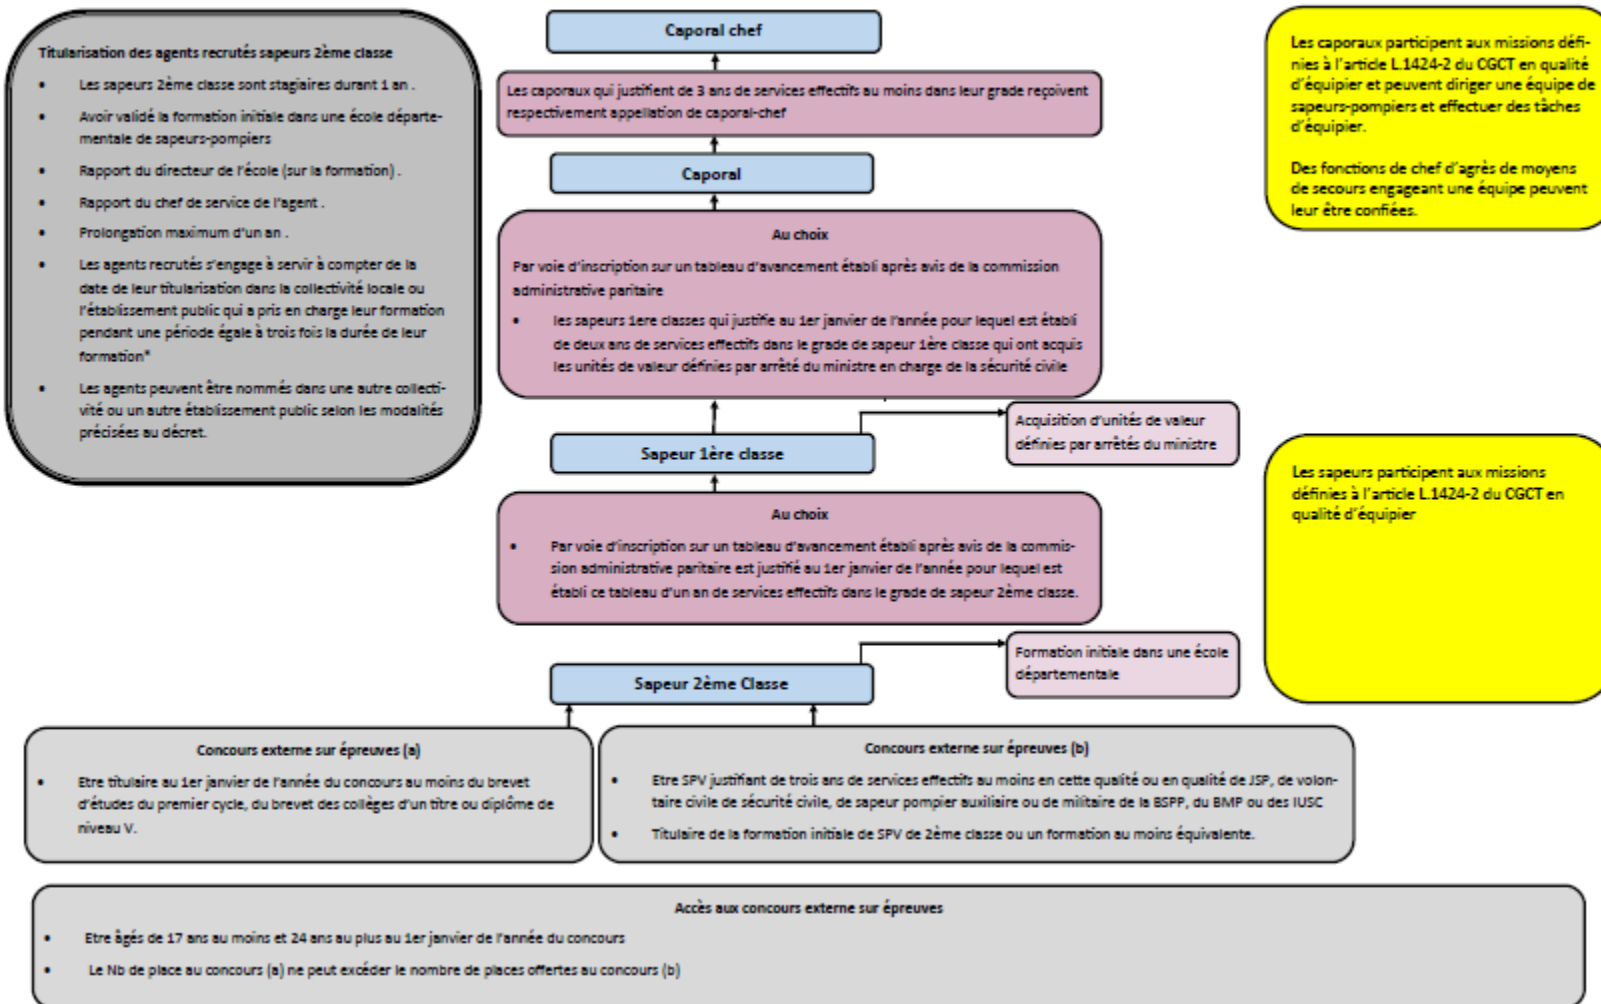 Titularisation des agents recrutés sapeurs 2ème classe
• Les sapeurs 2ème classe sont stagiaires durant 1 an .
• Avoir validé la formation initiale dans une école départe-
mentale de sapeurs-pompiers
• Rapport du directeur de l'école (sur la formation) .
• Rapport du chef de service de l'agent .
• Prolongation maximum d'un an .
• Les agents recrutés s'engage à servir à compter de la
date de leur titularisation dans la collectivité locale ou
l'établissement public qui a pris en charge leur formation
pendant une période égale à trois fois la durée de leur
formation*
• Les agents peuvent être nommés dans une autre collecti-
vité ou un autre établissement public selon les modalités
précisées au décret.
Caporal chef
Les caporaux qui justifient de 3 ans de services effectifs au moins dans leur grade reçoivent
respectivement appellation de caporal-chef
Caporal
Au choix
Par voie d'inscription sur un tableau d'avancement établi après avis de la commission
administrative paritaire
• les sapeurs 1ere classes qui justifie au 1er janvier de l'année pour lequel est établi
de deux ans de services effectifs dans le grade de sapeur 1ère classe qui ont acquis
les unités de valeur définies par arrêté du ministre en charge de la sécurité civile
Acquisition d'unités de valeur
définies par arrêtés du ministre
Sapeur 1ère classe
Au choix
• Par voie d'inscription sur un tableau d'avancement établi après avis de la commis-
sion administrative paritaire est justifié au 1er janvier de l'année pour lequel est
établi ce tableau d'un an de services effectifs dans le grade de sapeur 2ème classe.
Formation initiale dans une école
départementale
Sapeur 2ème Classe
Les caporaux participent aux missions défi-
nies à l'article L.1424-2 du CGCT en qualité
d'équipier et peuvent diriger une équipe de
sapeurs-pompiers et effectuer des tâches
d'équipier.
Des fonctions de chef d'agrès de moyens
de secours engageant une équipe peuvent
leur être confiées.
Les sapeurs participent aux missions
définies à l'article L.1424-2 du CGCT en
qualité d'équipier
Concours externe sur épreuves (a)
• Etre titulaire au 1er janvier de l'année du concours au moins du brevet
d'études du premier cycle, du brevet des collèges d'un titre ou diplôme de
niveau V.
Concours externe sur épreuves (b)
• Etre SPV justifiant de trois ans de services effectifs au moins en cette qualité ou en qualité de JSP, de volon-
taire civile de sécurité civile, de sapeur pompier auxiliaire ou de militaire de la BSPP, du BMP ou des IUSC
• Titulaire de la formation initiale de SPV de 2ème classe ou un formation au moins équivalente.
Accès aux concours externe sur épreuves
• Etre âgés de 17 ans au moins et 24 ans au plus au 1er janvier de l'année du concours
• Le Nb de place au concours (a) ne peut excéder le nombre de places offertes au concours (b)